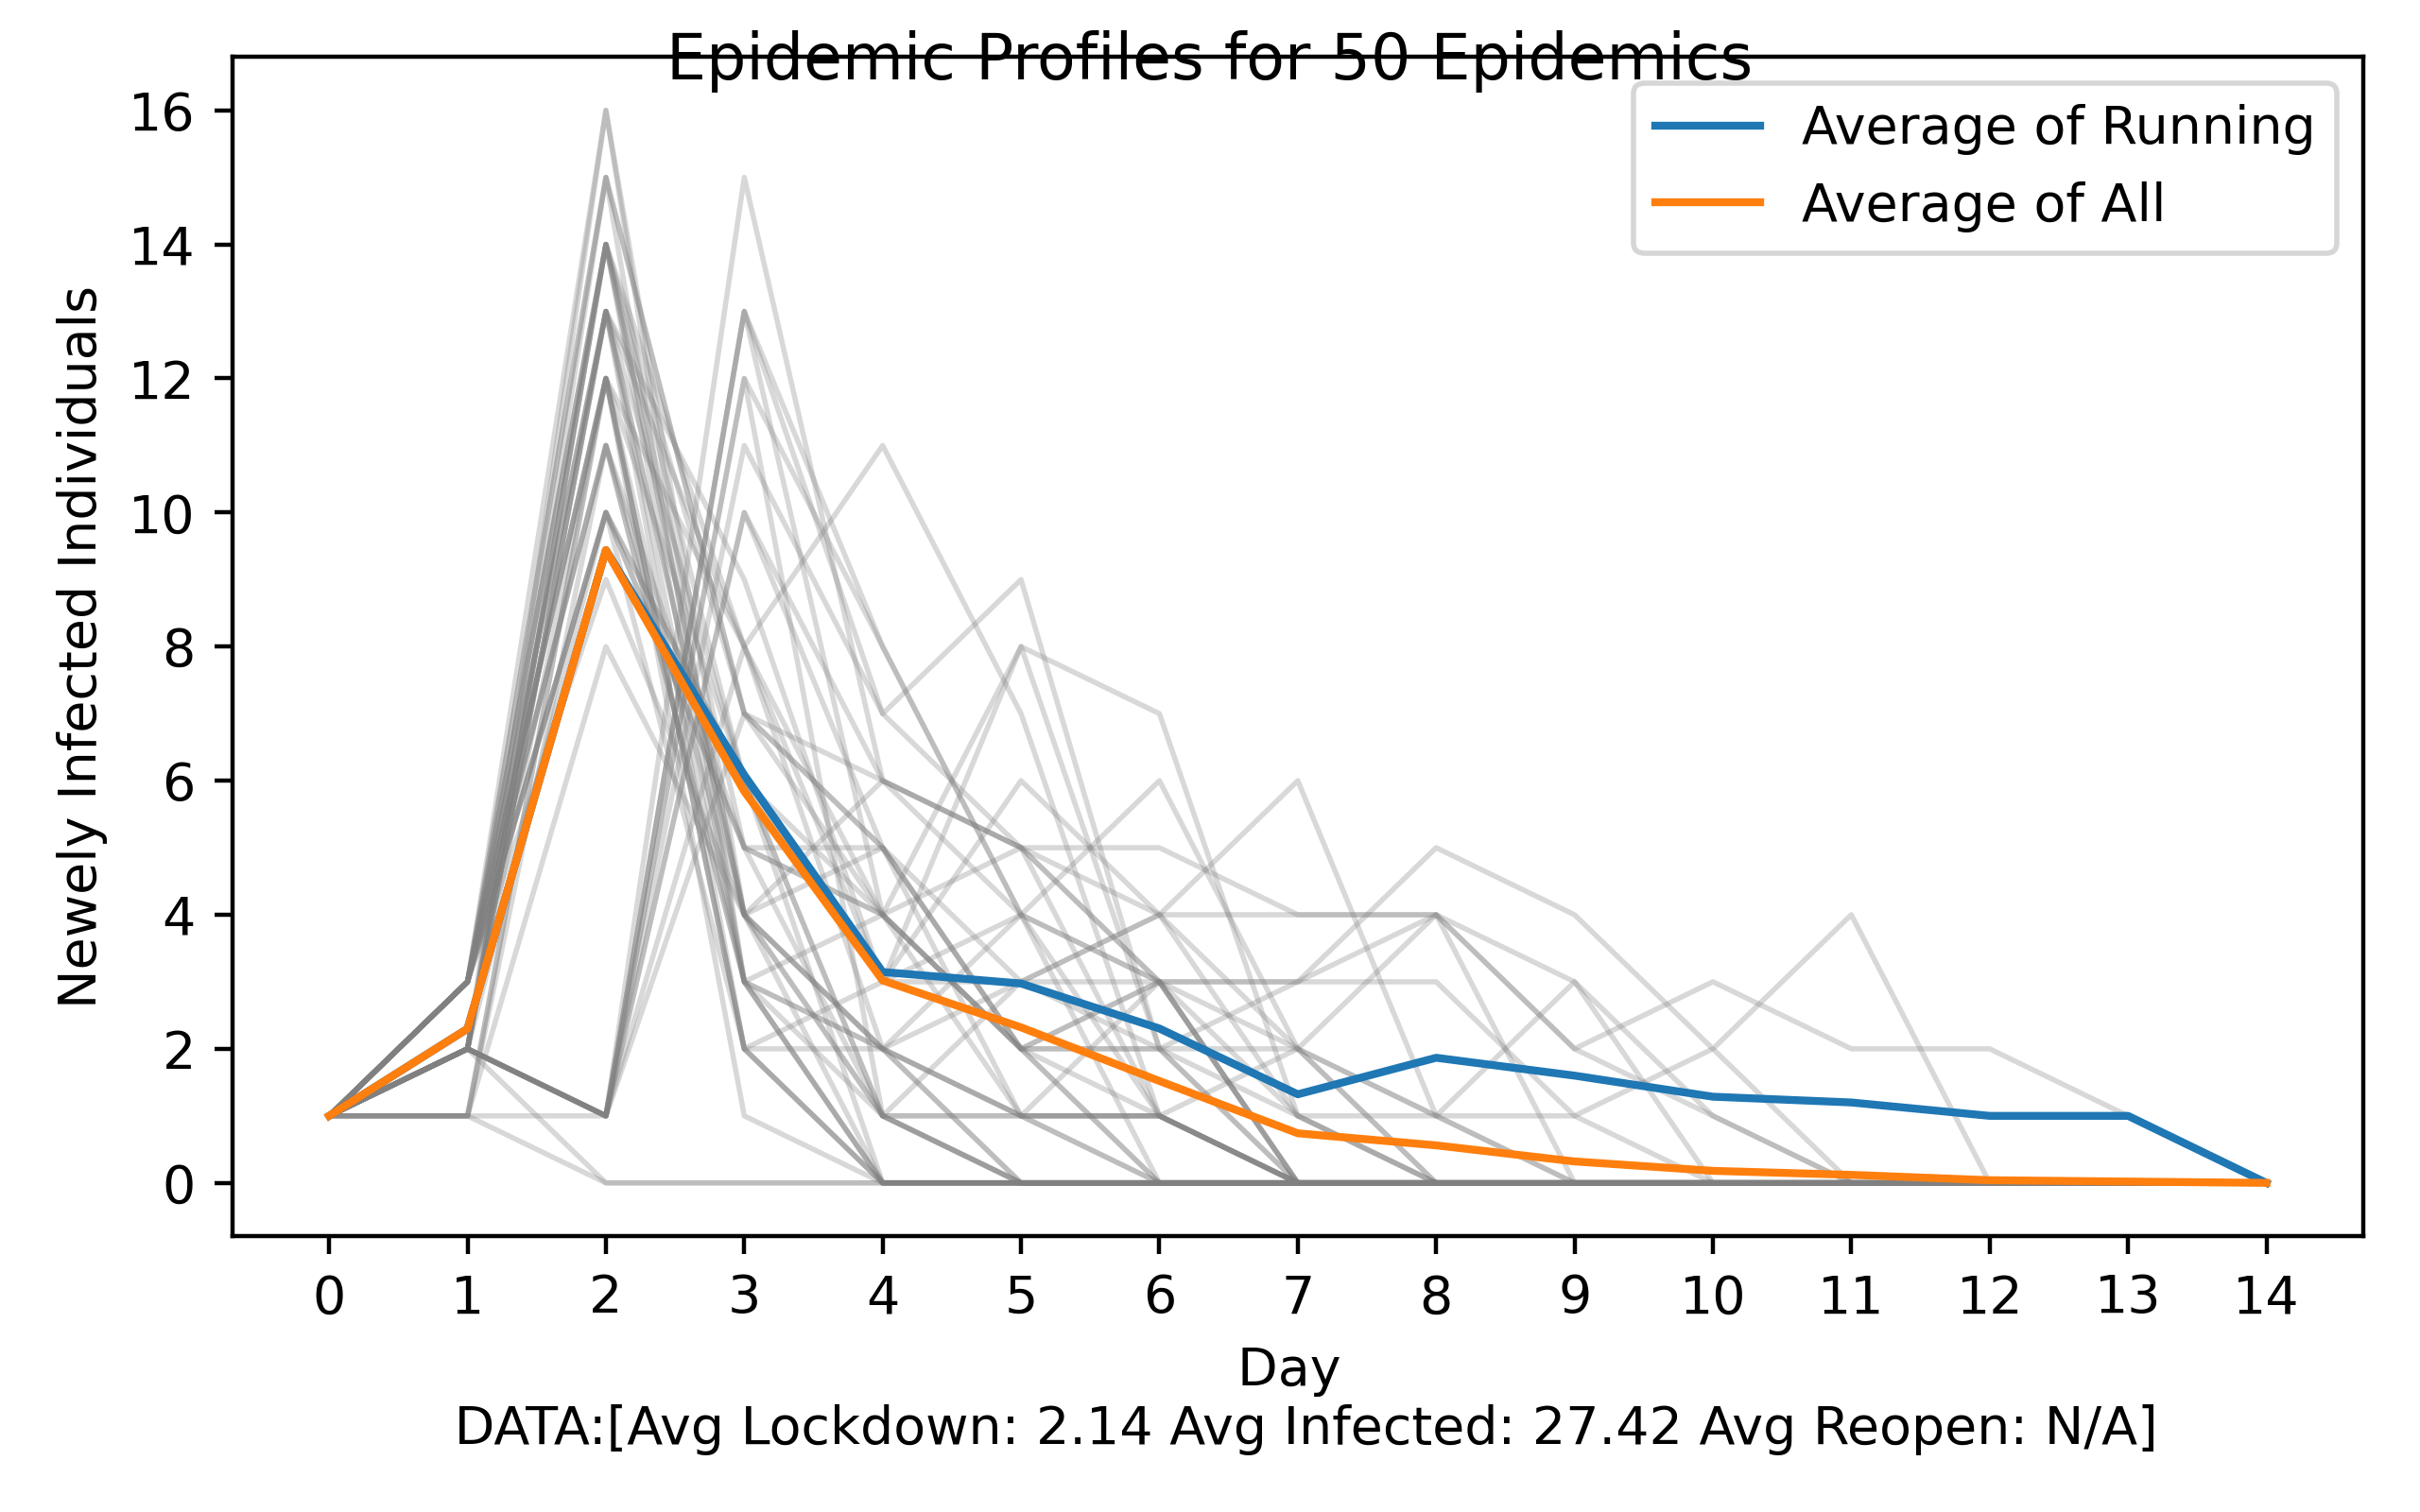 Epidemic Profiles for 50 Epidemics
Average of Running
Average of All
Newely Infected Individuals
16
14
12
10
8
6
4
2
0
0 1 2 3 4 5 6 7 8 9 10 11 12 13 14
Day
DATA:[Avg Lockdown: 2.14 Avg Infected: 27.42 Avg Reopen: N/A]